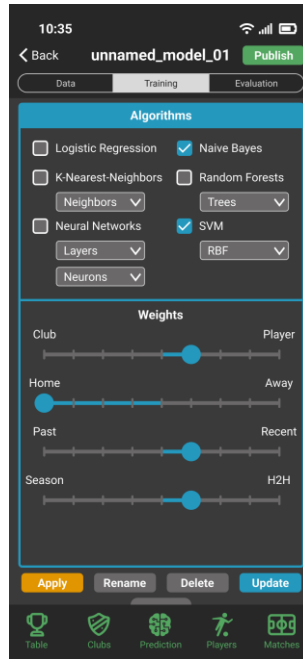 10:35
Back unnamed_model_01 Publish
Data Training Evaluation
Algorithms
Logistic Regression Naive Bayes
K-Nearest-Neighbors Random Forests
Neighbors Trees
Neural Networks SVM
Layers RBF
Neurons
Weights
Club Player
Home Away
Past Recent
Season H2H
Apply Rename Delete Update
Table Clubs Prediction Players Matches